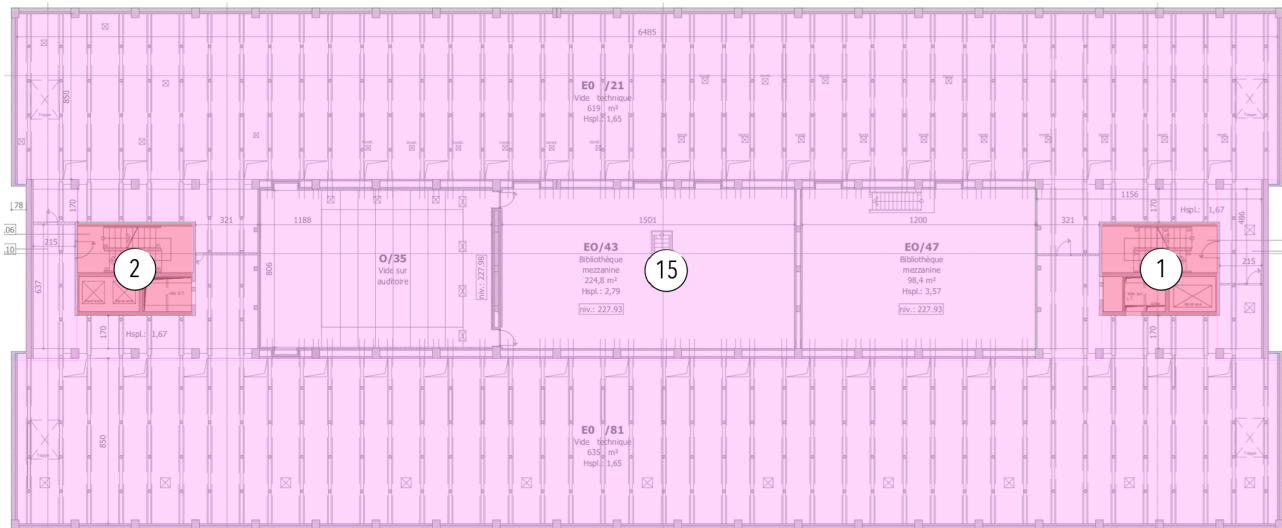 6485
E0 /21
Vide technique
619 m²
Hspl.: 1,65
850
170
78
.06
.10
215
637
321
1188
1501
1200
321
1156
170
Hspl.: 1,67
486
215
2
O/35
Vide sur
auditoire
806
niv.: 227.98
EO/43
Bibliothèque
mezzanine
224,8 m²
Hspl.: 2,79
niv.: 227.93
15
EO/47
Bibliothèque
mezzanine
98,4 m²
Hspl.: 3,57
niv.: 227.93
1
170
Hspl.: 1,67
170
E0 /81
Vide technique
635 m²
Hspl.: 1,65
850